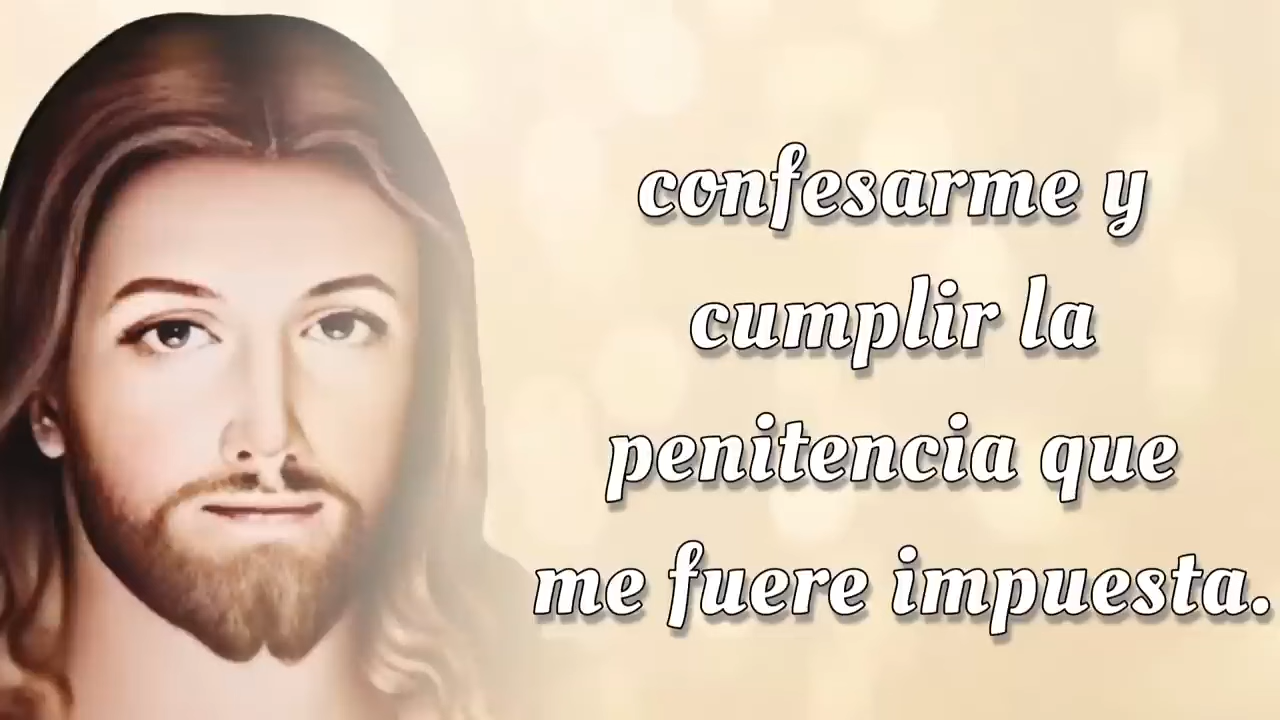 confesarme y
cumplir la
penitencia que
me fuere impuesta.